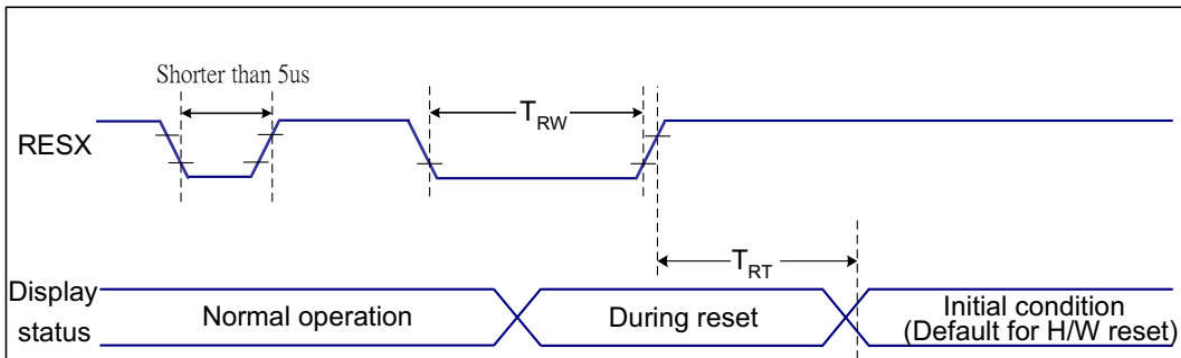 Shorter than 5us
RESX
TRW
TRT
Display
status
Normal operation
During reset
Initial condition
(Default for H/W reset)